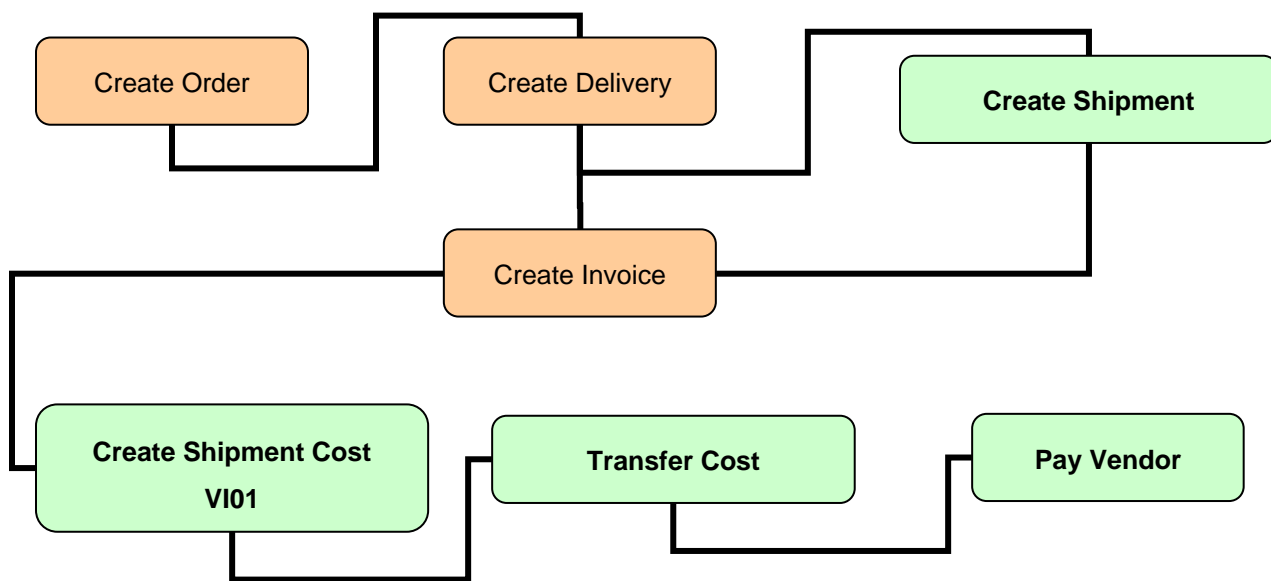 Create Order
Create Delivery
Create Shipment
Create Invoice
Create Shipment Cost
VI01
Transfer Cost
Pay Vendor